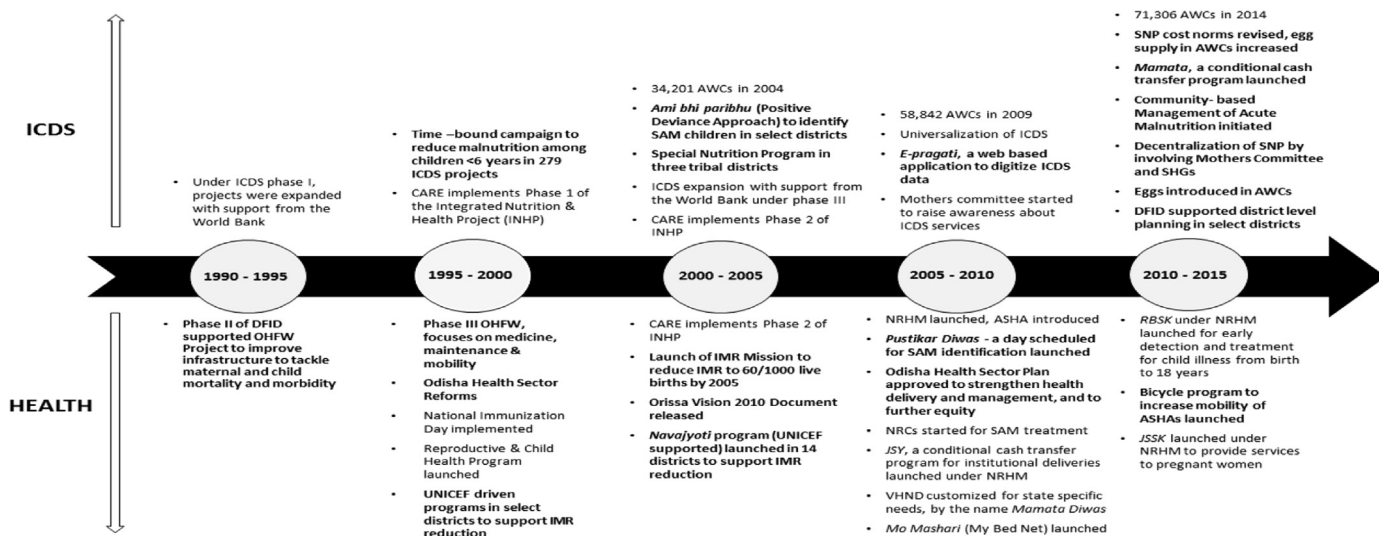 ICDS
• Under ICDS phase I,
projects were expanded
with support from the
World Bank
• Time –bound campaign to
reduce malnutrition among
children <6 years in 279
ICDS projects
• CARE implements Phase 1 of
the Integrated Nutrition &
Health Project (INHP)
• 34,201 AWCs in 2004
• Ami bhi paribhu (Positive
Deviance Approach) to identify
SAM children in select districts
• Special Nutrition Program in
three tribal districts
• ICDS expansion with support from
the World Bank under phase III
• CARE implements Phase 2 of
INHP
• 58,842 AWCs in 2009
• Universalization of ICDS
• E-pragati, a web based
application to digitize ICDS
data
• Mothers committee started
to raise awareness about
ICDS services
• 71,306 AWCs in 2014
• SNP cost norms revised, egg
supply in AWCs increased
• Mamata, a conditional cash
transfer program launched
• Community- based
Management of Acute
Malnutrition initiated
• Decentralization of SNP by
involving Mothers Committee
and SHGs
• Eggs introduced in AWCs
• DFID supported district level
planning in select districts
1990 - 1995
1995 - 2000
2000 - 2005
2005 - 2010
2010 - 2015
HEALTH
• Phase II of DFID
supported OHFW
Project to improve
infrastructure to tackle
maternal and child
mortality and morbidity
• Phase III OHFW,
focuses on medicine,
maintenance &
mobility
• Odisha Health Sector
Reforms
• National Immunization
Day implemented
• Reproductive & Child
Health Program
launched
• UNICEF driven
programs in select
districts to support IMR
reduction
• CARE implements Phase 2 of
INHP
• Launch of IMR Mission to
reduce IMR to 60/1000 live
births by 2005
• Orissa Vision 2010 Document
released
• Navajyoti program (UNICEF
supported) launched in 14
districts to support IMR
reduction
• NRHM launched, ASHA introduced
• Pustikar Diwas - a day scheduled
for SAM identification launched
• Odisha Health Sector Plan
approved to strengthen health
delivery and management, and to
further equity
• NRCs started for SAM treatment
• JSY, a conditional cash transfer
program for institutional deliveries
launched under NRHM
• VHND customized for state specific
needs, by the name Mamata Diwas
• Mo Mashari (My Bed Net) launched
• RBSK under NRHM
launched for early
detection and treatment
for child illness from birth
to 18 years
• Bicycle program to
increase mobility of
ASHAs launched
• JSSK launched under
NRHM to provide services
to pregnant women